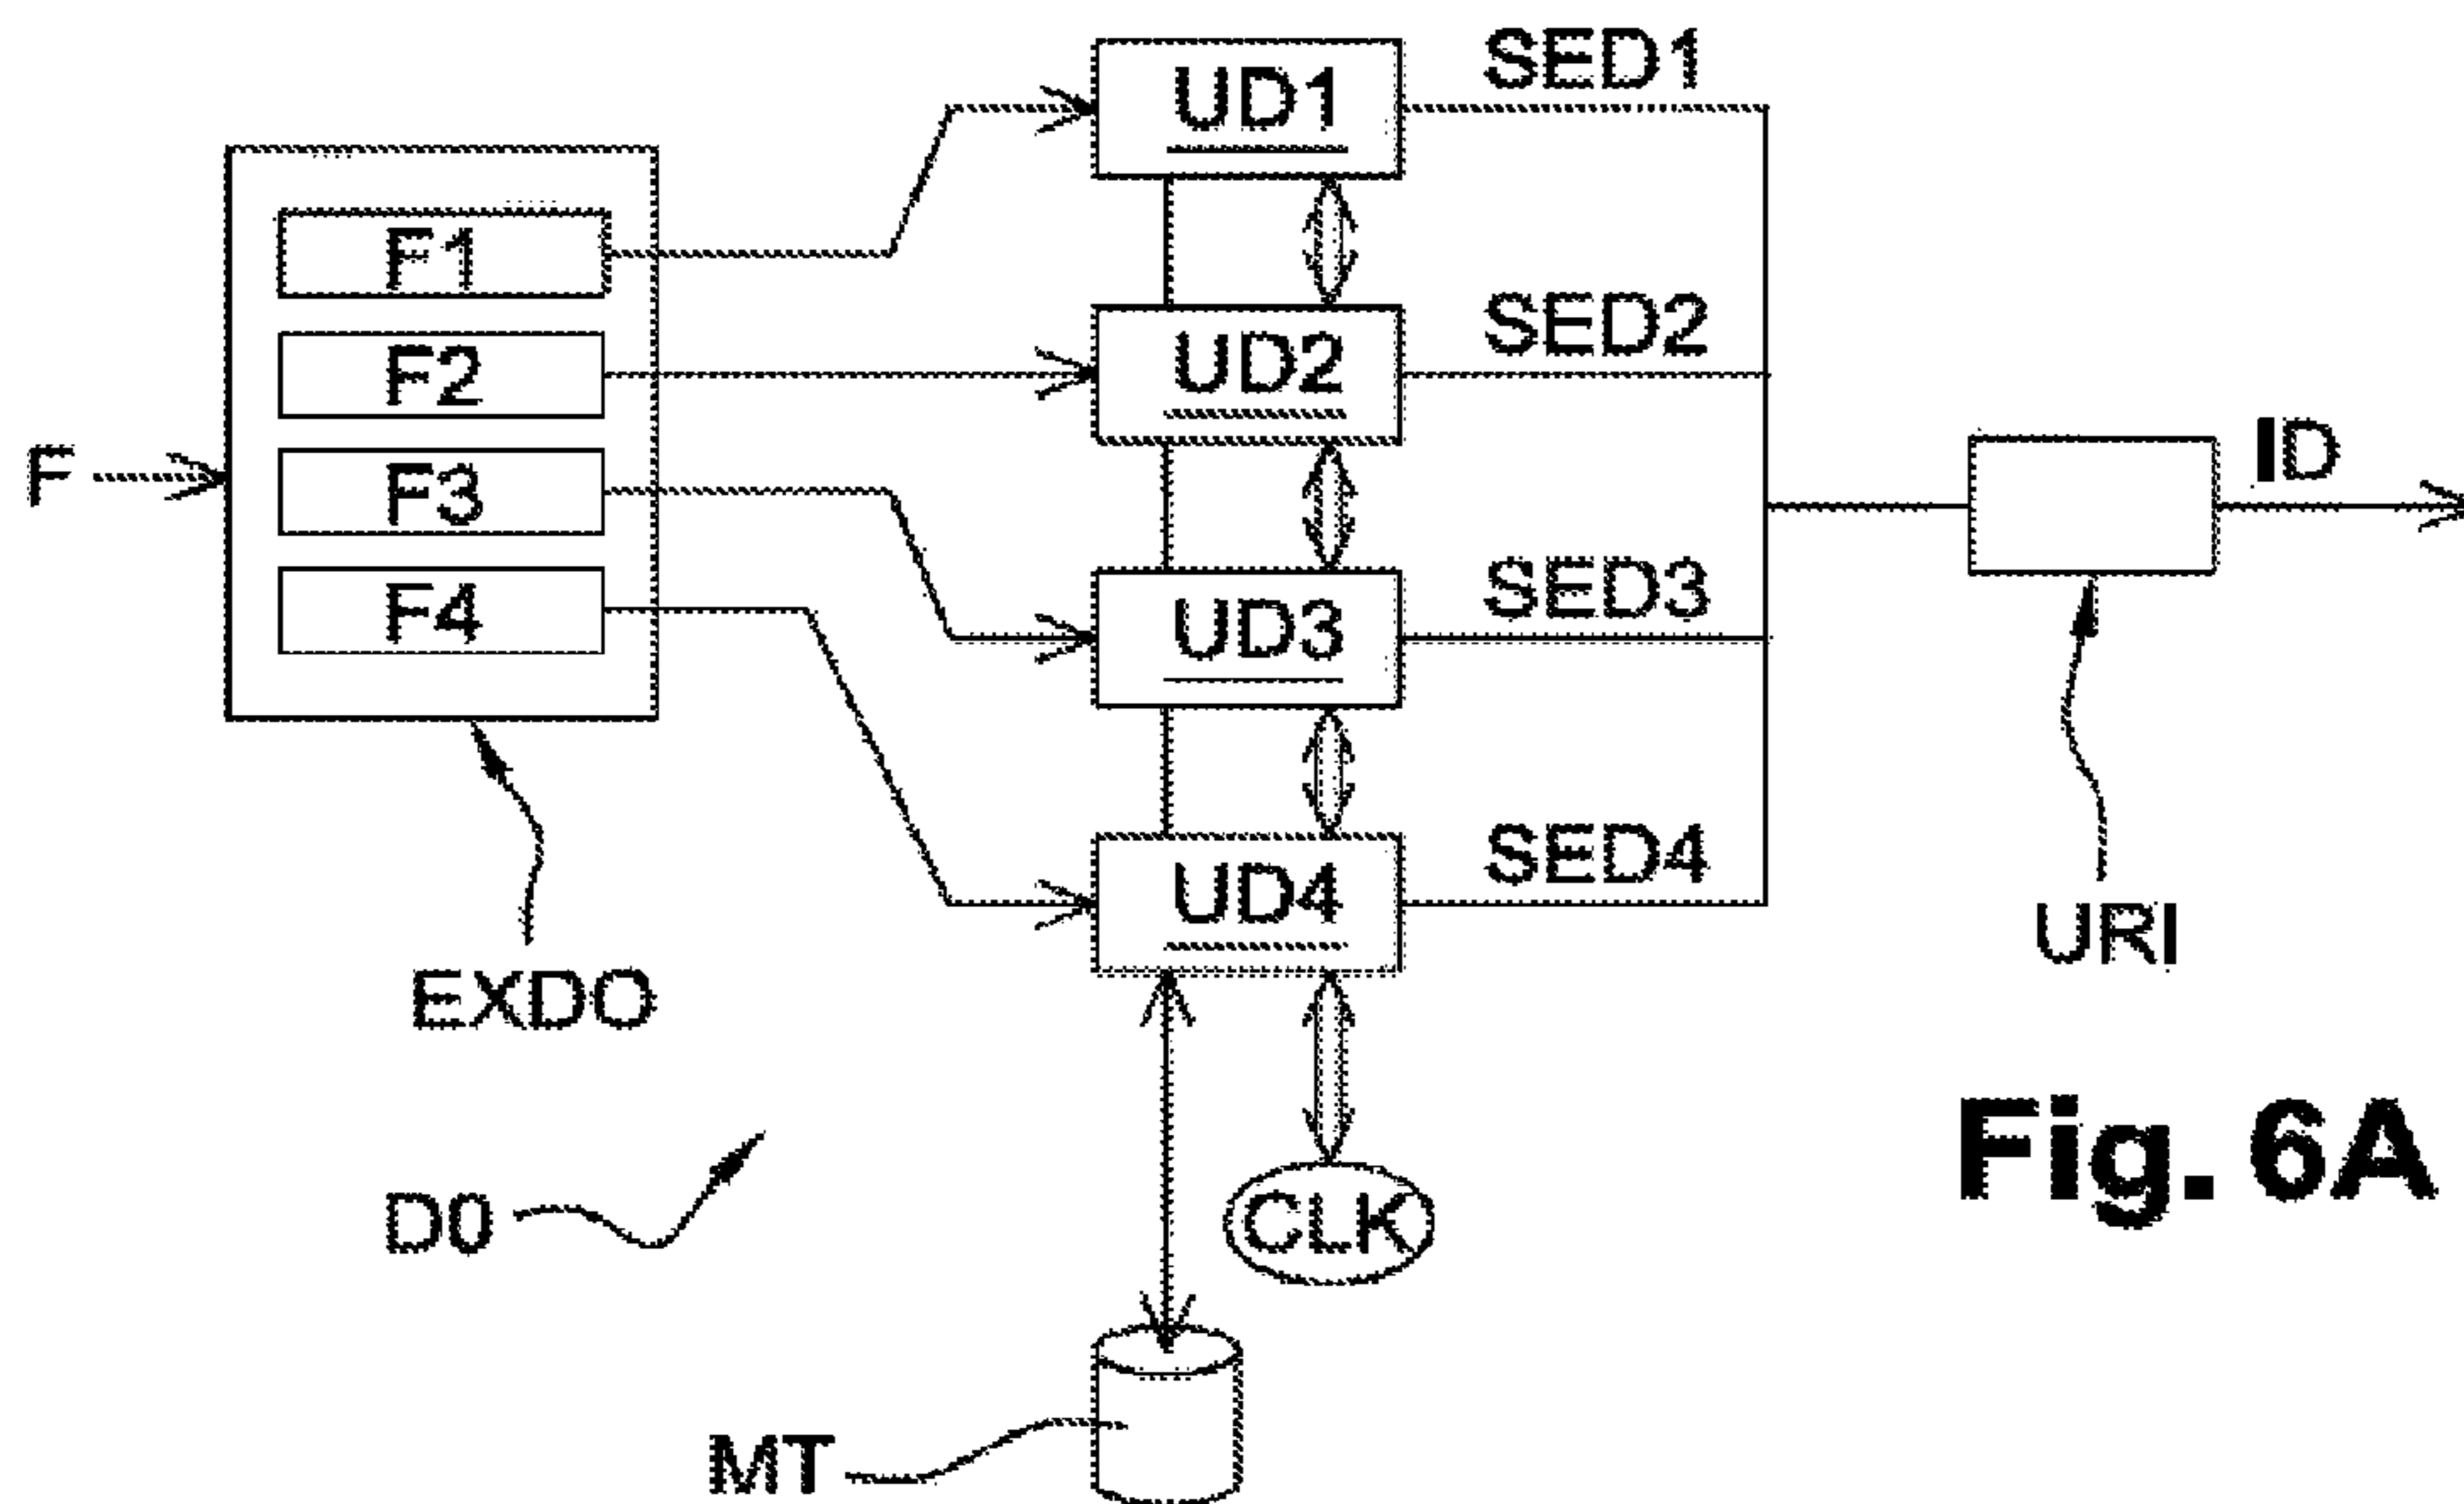 UD1
SED1
F1
F2
UD2
SED2
F
F3
ID
F4
UD3
SED3
UD4
SED4
URI
EXDO
Fig. 6A
D0
CLK
MT